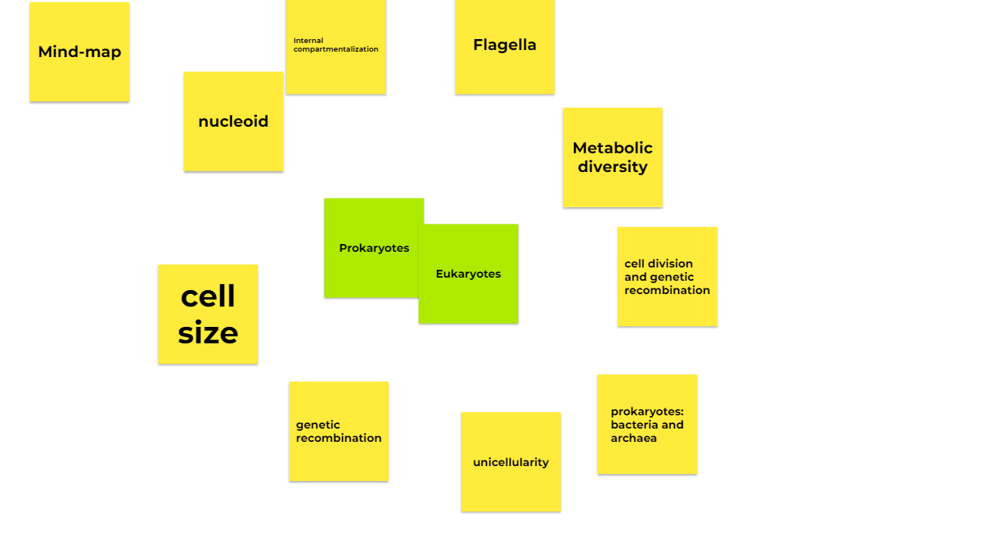 Mind-map
Internal
compartmentalization
Flagella
nucleoid
Metabolic
diversity
Prokaryotes
Eukaryotes
cell division
and genetic
recombination
cell
size
genetic
recombination
unicellularity
prokaryotes:
bacteria and
archaea